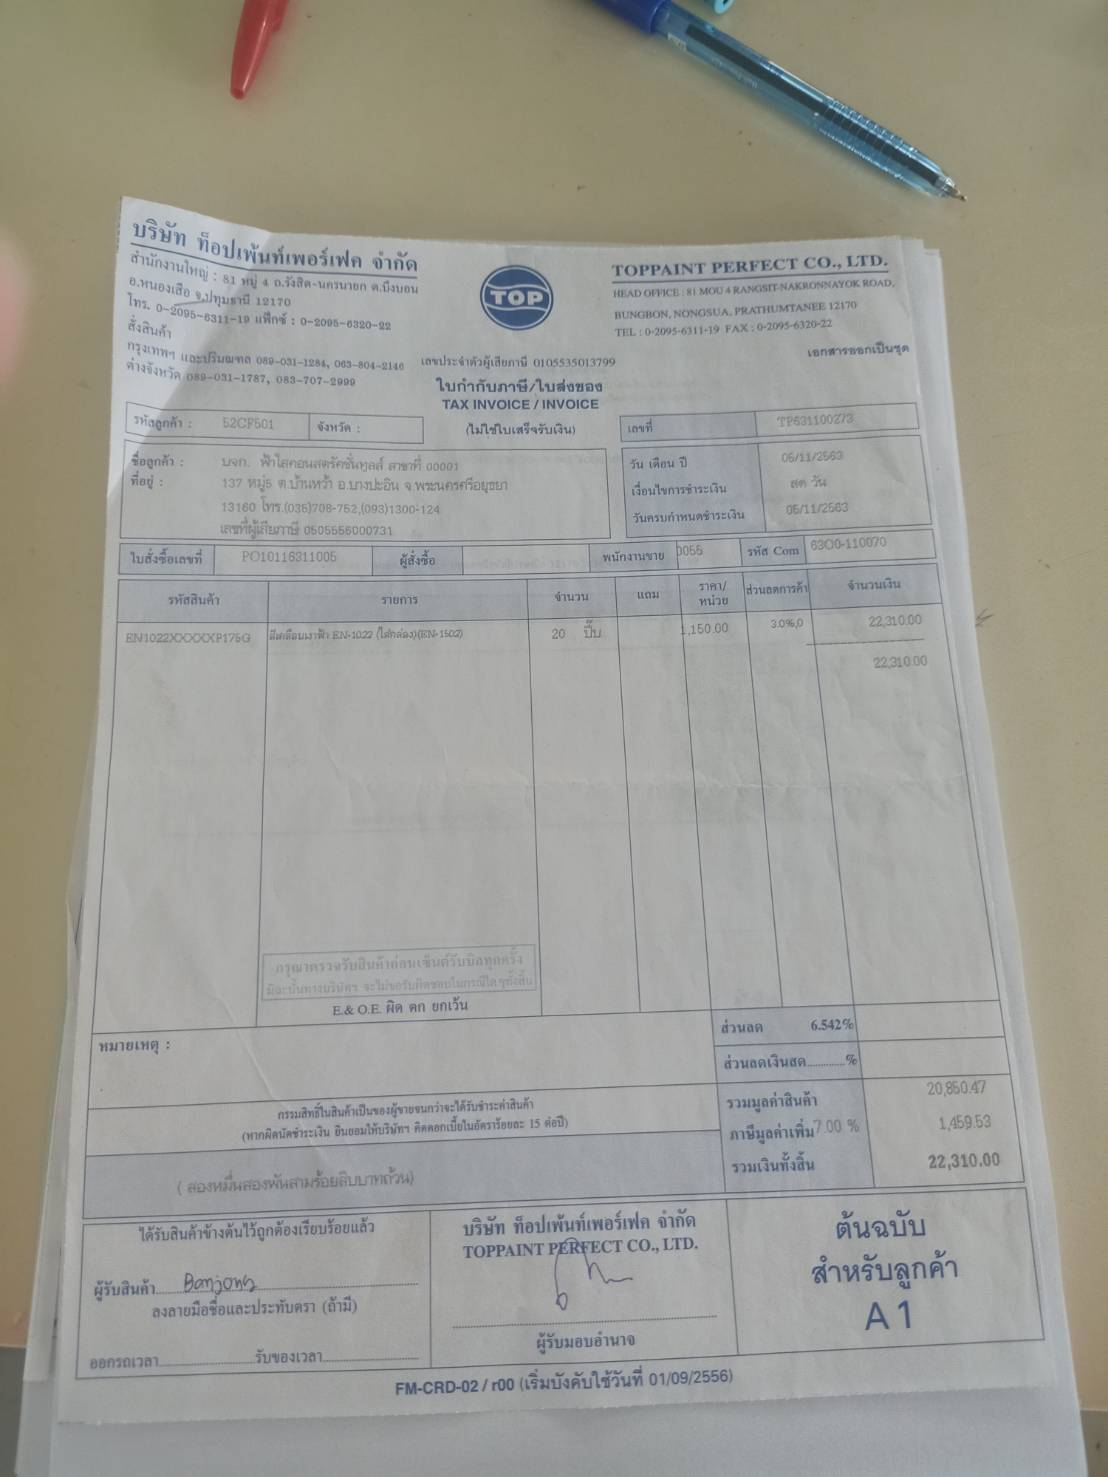 บริษัท ท็อปเพ้นท์เพอร์เฟค จำกัด
สำนักงานใหญ่ : 81 หมู่ 4 ถ.รังสิต-นครนายก ต.บึงบอน
อ.หนองเสือ จ.ปทุมธานี 12170
โทร. 0-2095-6311-19 แฟ็กซ์ : 0-2095-6320-22
สั่งสินค้า
กรุงเทพฯ และปริมณฑล 089-031-1284, 063-804-2146
ต่างจังหวัด 089-031-1787, 083-707-2999
TOP
TOPPAINT PERFECT CO., LTD.
HEAD OFFICE : 81 MOU 4 RANGSIT-NAKRONNAYOK ROAD,
BUNGBON, NONGSUA, PRATHUMTANEE 12170
TEL : 0-2095-6311-19 FAX : 0-2095-6320-22
เอกสารออกเป็นชุด
เลขประจำตัวผู้เสียภาษี 0105535013799
ใบกำกับภาษี/ใบส่งของ
TAX INVOICE / INVOICE
(ไม่ใช่ใบเสร็จรับเงิน)
รหัสลูกค้า : 52CF501 จังหวัด :
เลขที่ TP631100273
ชื่อลูกค้า : บจก. ฟ้าใสคอนสตรัคชั่นทูลส์ สาขาที่ 00001
ที่อยู่ : 137 หมู่5 ต.บ้านหว้า อ.บางปะอิน จ.พระนครศรีอยุธยา
13160 โทร.(035)708-752,(093)1300-124
เลขที่ผู้เสียภาษี 0505556000731
วัน เดือน ปี 05/11/2563
เงื่อนไขการชำระเงิน สด วัน
วันครบกำหนดชำระเงิน 05/11/2563
ใบสั่งซื้อเลขที่ PO10116311005 ผู้สั่งซื้อ พนักงานขาย 0055 รหัส Com 63O0-110070
รหัสสินค้า รายการ จำนวน แถม ราคา/หน่วย ส่วนลดการค้า จำนวนเงิน
EN1022XXXXXP175G สีเคลือบเงาฟ้า EN-1022 (ใส่กล่อง)(EN-1502) 20 ปี๊บ 1,150.00 3.0%,0 22,310.00
22,310.00
กรุณาตรวจรับสินค้าก่อนเซ็นต์รับบิลทุกครั้ง
มิฉะนั้นทางบริษัทฯ จะไม่ขอรับผิดชอบในกรณีใดๆทั้งสิ้น
E.& O.E. ผิด ตก ยกเว้น
หมายเหตุ :
ส่วนลด 6.542%
ส่วนลดเงินสด............%
กรรมสิทธิ์ในสินค้าเป็นของผู้ขายจนกว่าจะได้รับชำระค่าสินค้า
(หากผิดนัดชำระเงิน ยินยอมให้บริษัทฯ คิดดอกเบี้ยในอัตราร้อยละ 15 ต่อปี)
รวมมูลค่าสินค้า 20,850.47
ภาษีมูลค่าเพิ่ม 7.00 % 1,459.53
รวมเงินทั้งสิ้น 22,310.00
( สองหมื่นสองพันสามร้อยสิบบาทถ้วน)
ได้รับสินค้าข้างต้นไว้ถูกต้องเรียบร้อยแล้ว
ผู้รับสินค้า Banjong
ลงลายมือชื่อและประทับตรา (ถ้ามี)
ออกรถเวลา รับของเวลา
บริษัท ท็อปเพ้นท์เพอร์เฟค จำกัด
TOPPAINT PERFECT CO., LTD.
ผู้รับมอบอำนาจ
ต้นฉบับ
สำหรับลูกค้า
A 1
FM-CRD-02 / r00 (เริ่มบังคับใช้วันที่ 01/09/2556)